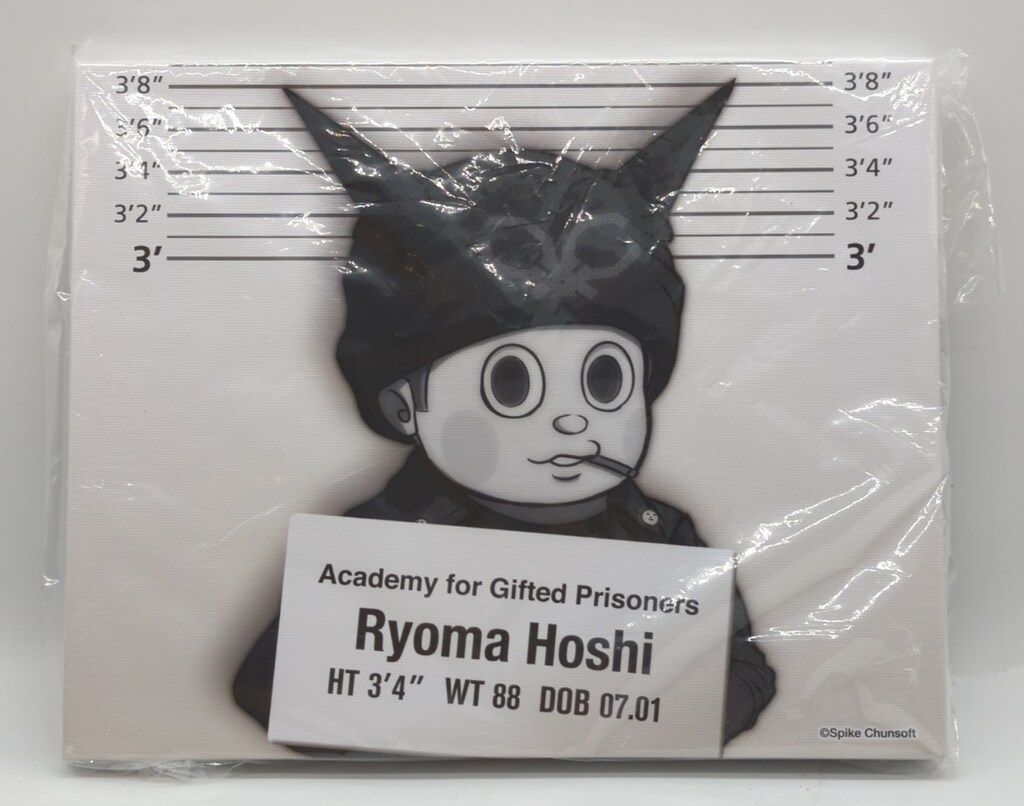 3'8" 3'8"
3'6" 3'6"
3'4" 3'4"
3'2" 3'2"
3' 3'
Academy for Gifted Prisoners
Ryoma Hoshi
HT 3'4" WT 88 DOB 07.01
©Spike Chunsoft